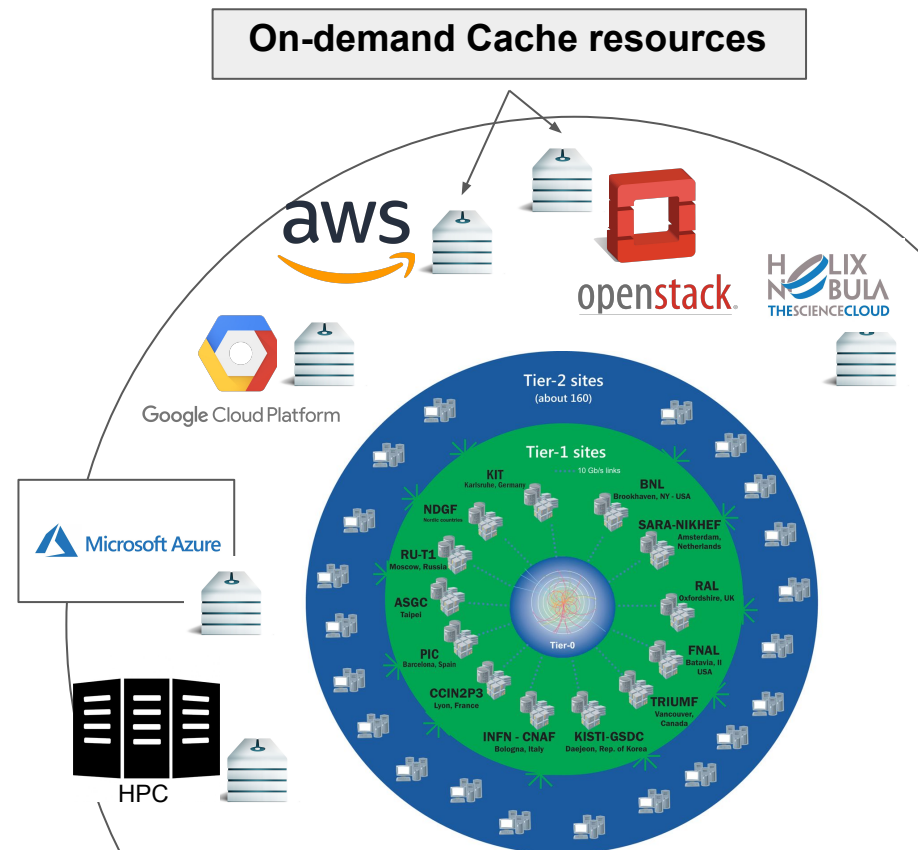 On-demand Cache resources
aws
openstack.
HELIX
NEBULA
THESCIENCECLOUD
Google Cloud Platform
Microsoft Azure
HPC
Tier-2 sites
(about 160)
Tier-1 sites
10 Gb/s links
KIT
Karlsruhe, Germany
BNL
Brookhaven, NY - USA
NDGF
Nordic countries
SARA-NIKHEF
Amsterdam,
Netherlands
RU-T1
Moscow, Russia
RAL
Oxfordshire, UK
ASGC
Taipei
PIC
Barcelona, Spain
FNAL
Batavia, Il
USA
Tier-0
CCIN2P3
Lyon, France
TRIUMF
Vancouver,
Canada
INFN - CNAF
Bologna, Italy
KISTI-GSDC
Daejeon, Rep. of Korea